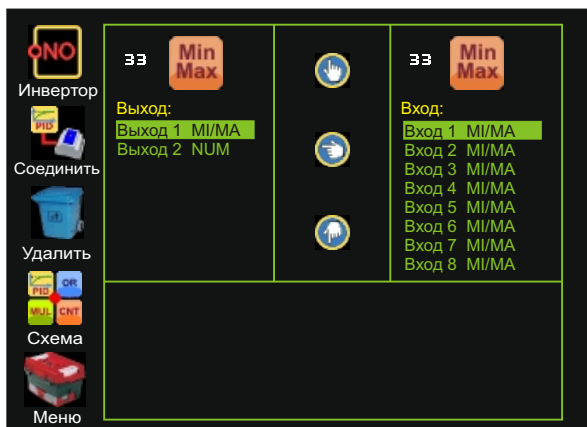 NO
Инвертор
PID
Соединить
Удалить
PID OR
MUL CNT
Схема
Меню
33 Min Max
Выход:
Выход 1 MI/MA
Выход 2 NUM
33 Min Max
Вход:
Вход 1 MI/MA
Вход 2 MI/MA
Вход 3 MI/MA
Вход 4 MI/MA
Вход 5 MI/MA
Вход 6 MI/MA
Вход 7 MI/MA
Вход 8 MI/MA